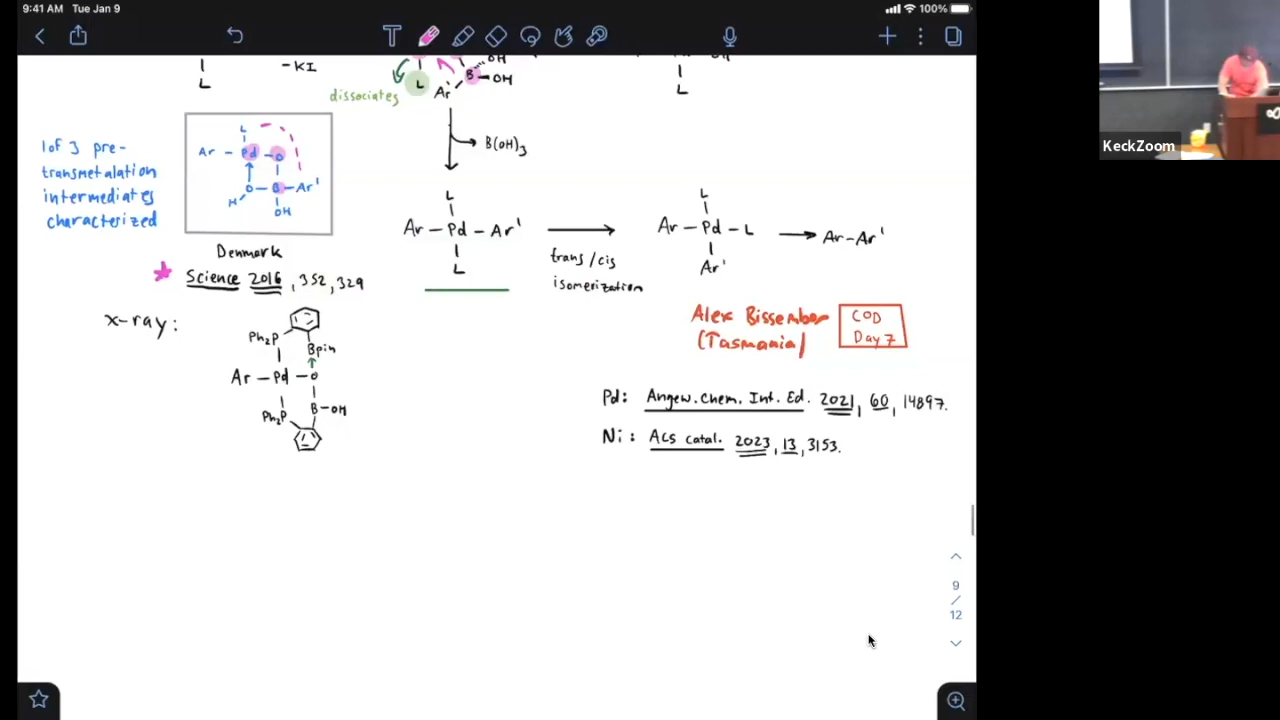 9:41 AM Tue Jan 9
100%
T
L
- KI
L
dissociates
Ar
B
OH
OH
OH
L
B(OH)3
1 of 3 pre-
transmetalation
intermediates
characterized
L
Ar - Pd - O
O - B - Ar'
H
OH
Denmark
Science 2016, 352, 329
L
Ar - Pd - Ar'
L
trans/cis
isomerization
L
Ar - Pd - L
Ar'
Ar-Ar'
x-ray:
Ph2P
Bpin
Ar - Pd - O
Ph2P
B-OH
Alex Bissember
(Tasmania)
COD
Day 7
Pd: Angew. Chem. Int. Ed. 2021, 60, 14897.
Ni: ACS catal. 2023, 13, 3153.
9
/
12
KeckZoom